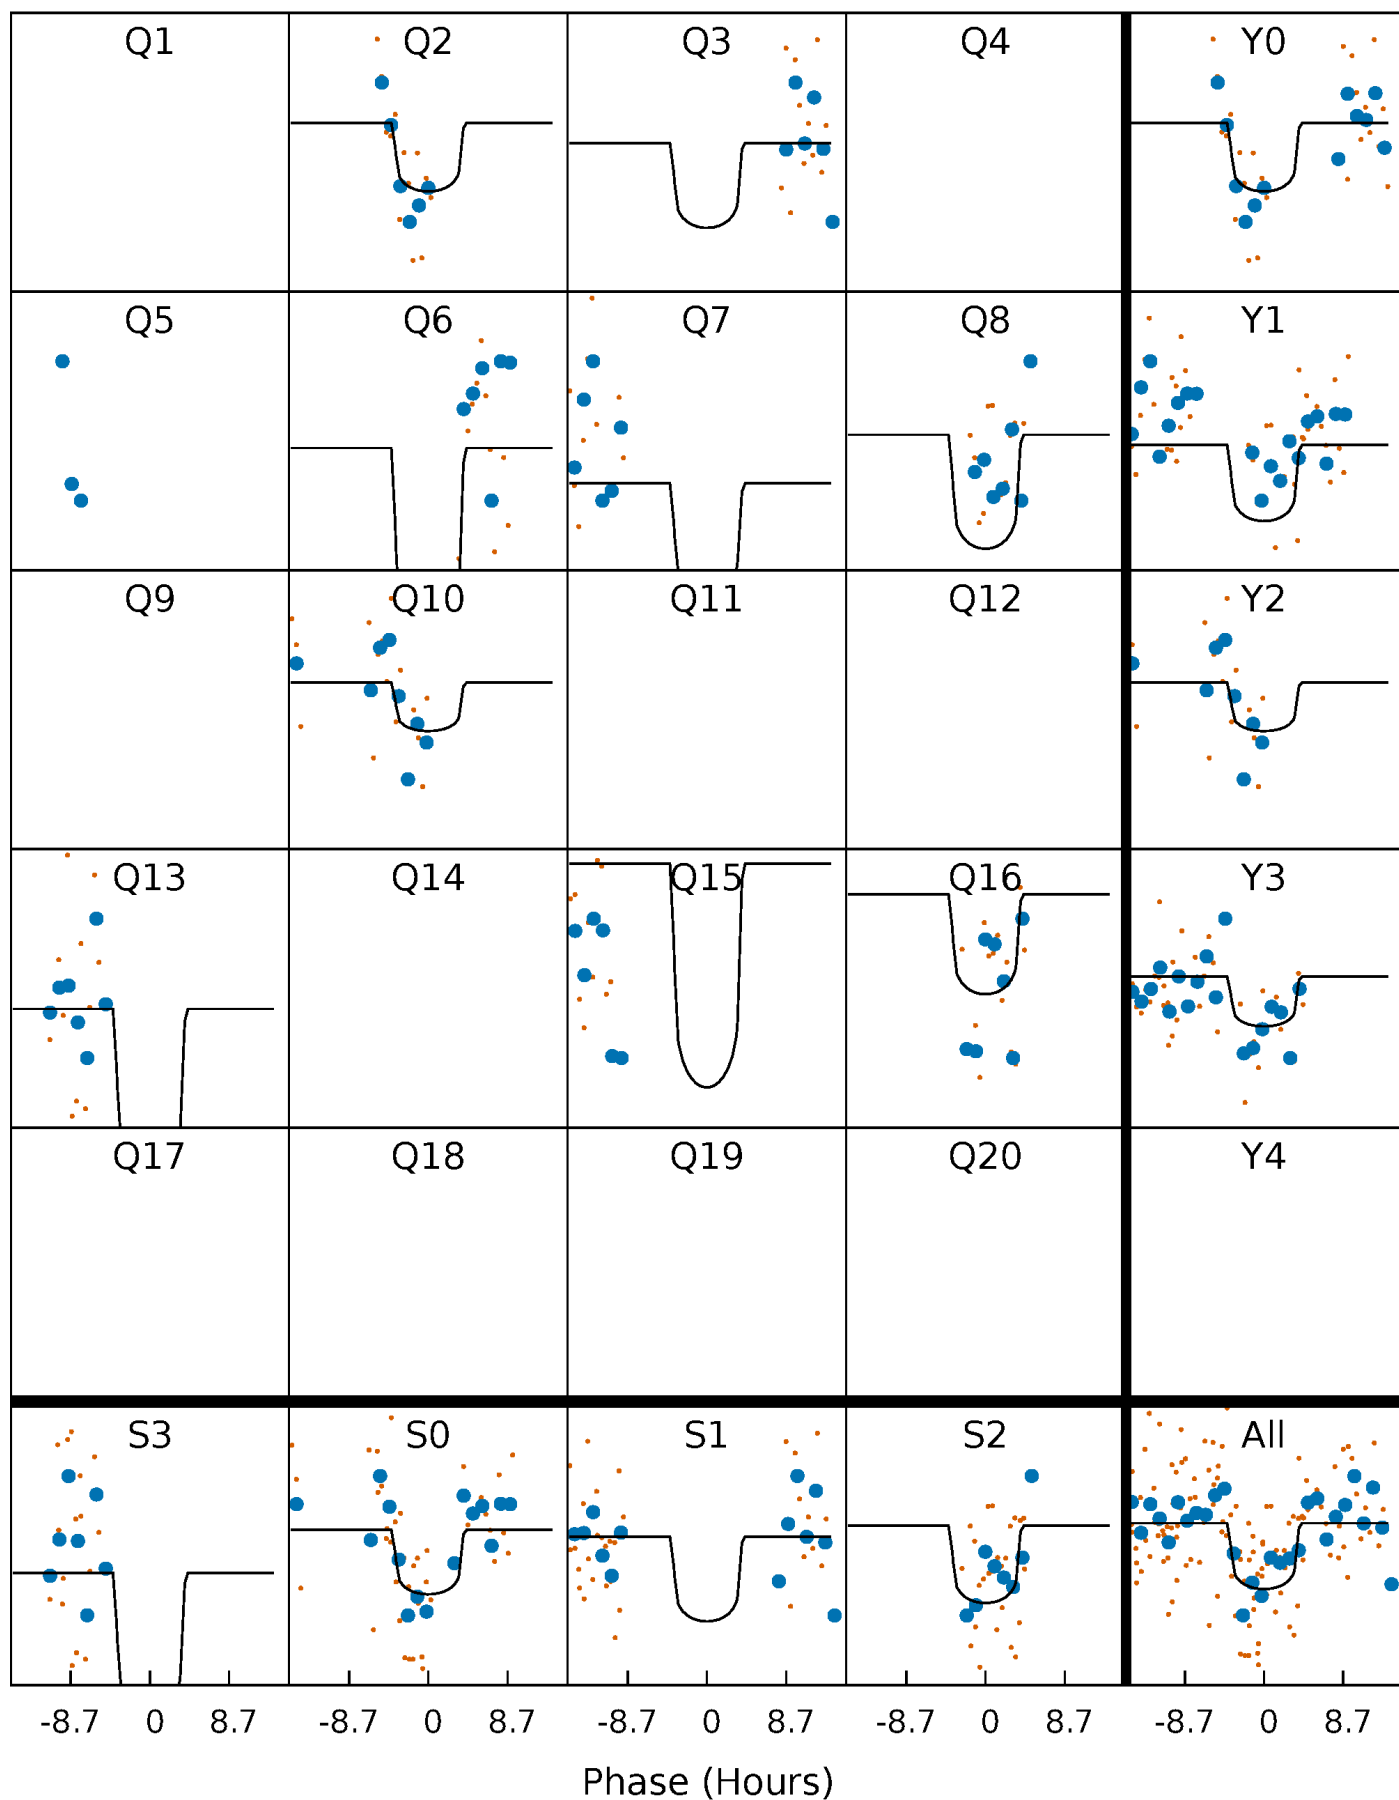 Q1 Q2 Q3 Q4 Y0
Q5 Q6 Q7 Q8 Y1
Q9 Q10 Q11 Q12 Y2
Q13 Q14 Q15 Q16 Y3
Q17 Q18 Q19 Q20 Y4
S3 S0 S1 S2 All
-8.7 0 8.7 -8.7 0 8.7 -8.7 0 8.7 -8.7 0 8.7 -8.7 0 8.7
Phase (Hours)